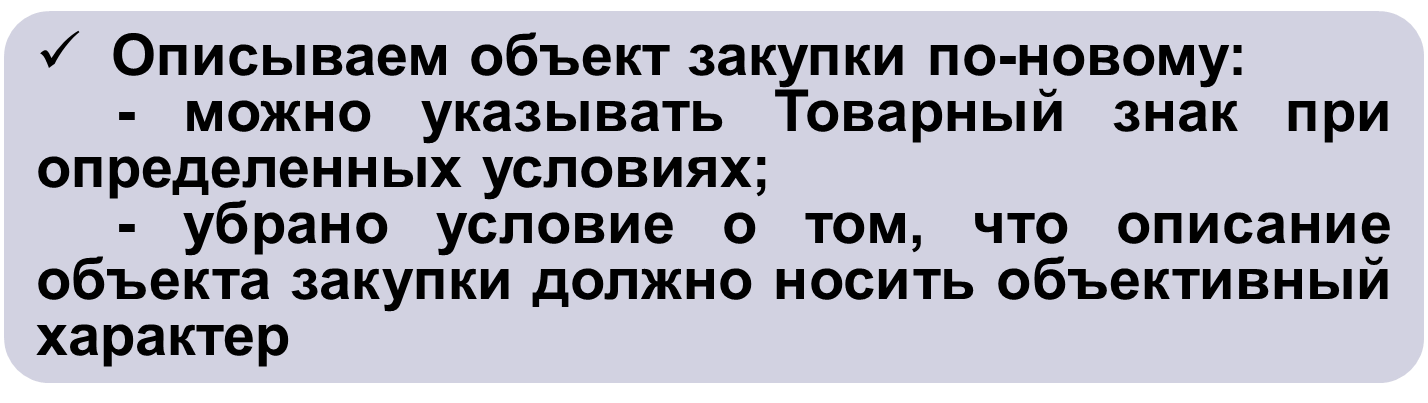 ✓ Описываем объект закупки по-новому:
- можно указывать Товарный знак при
определенных условиях;
- убрано условие о том, что описание
объекта закупки должно носить объективный
характер